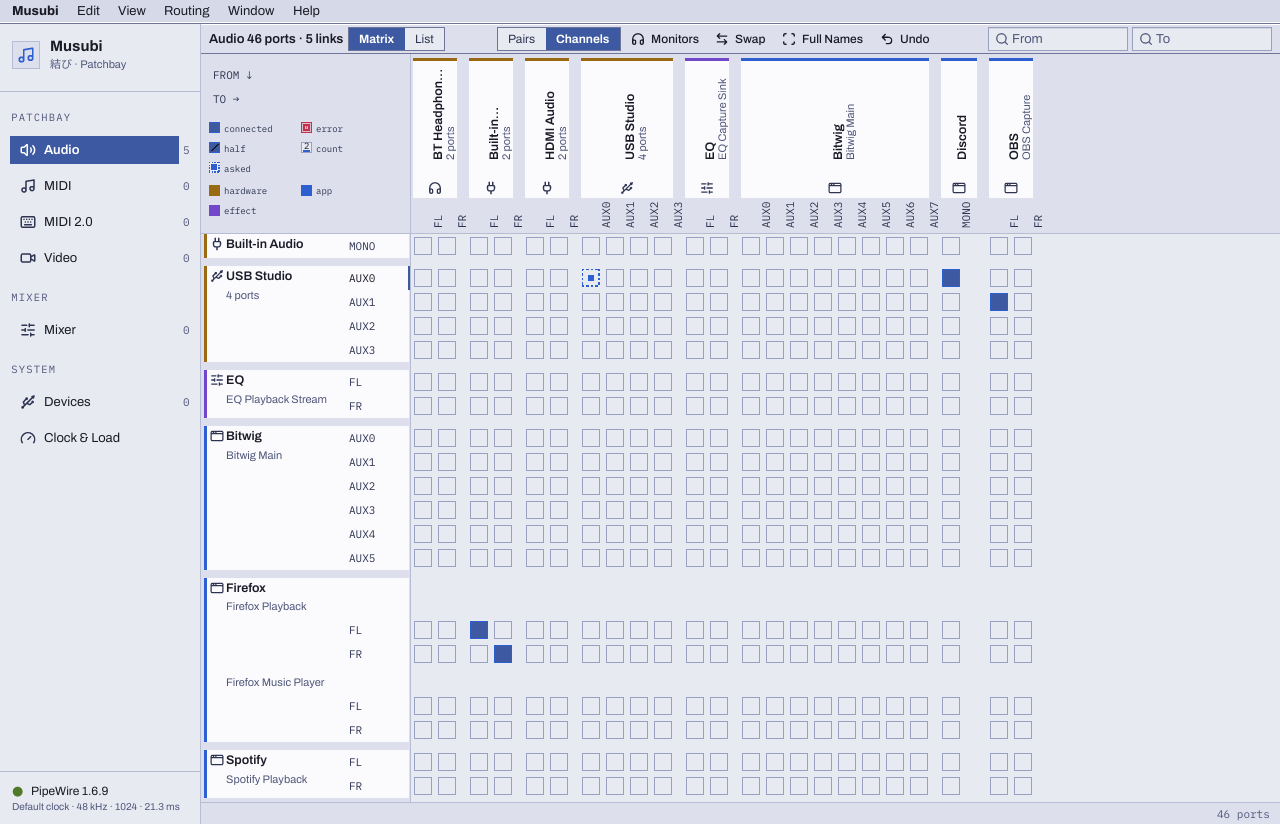 Musubi Edit View Routing Window Help
Musubi
結び · Patchbay
Audio 46 ports · 5 links
Matrix
List
Pairs
Channels
Monitors
Swap
Full Names
Undo
From
To
PATCHBAY
Audio 5
MIDI 0
MIDI 2.0 0
Video 0
MIXER
Mixer 0
SYSTEM
Devices 0
Clock & Load
PipeWire 1.6.9
Default clock · 48 kHz · 1024 · 21.3 ms
FROM ↓
TO →
connected
error
half
count
asked
hardware
app
effect
BT Headphon…
2 ports
Built-in…
2 ports
HDMI Audio
2 ports
USB Studio
4 ports
EQ
EQ Capture Sink
Bitwig
Bitwig Main
Discord
OBS
OBS Capture
FL FR FL FR FL FR AUX0 AUX1 AUX2 AUX3 FL FR AUX0 AUX1 AUX2 AUX3 AUX4 AUX5 AUX6 AUX7 MONO FL FR
Built-in Audio MONO
USB Studio AUX0
4 ports
AUX1
AUX2
AUX3
EQ FL
EQ Playback Stream
FR
Bitwig AUX0
Bitwig Main
AUX1
AUX2
AUX3
AUX4
AUX5
Firefox
Firefox Playback
FL
FR
Firefox Music Player
FL
FR
Spotify FL
Spotify Playback
FR
46 ports